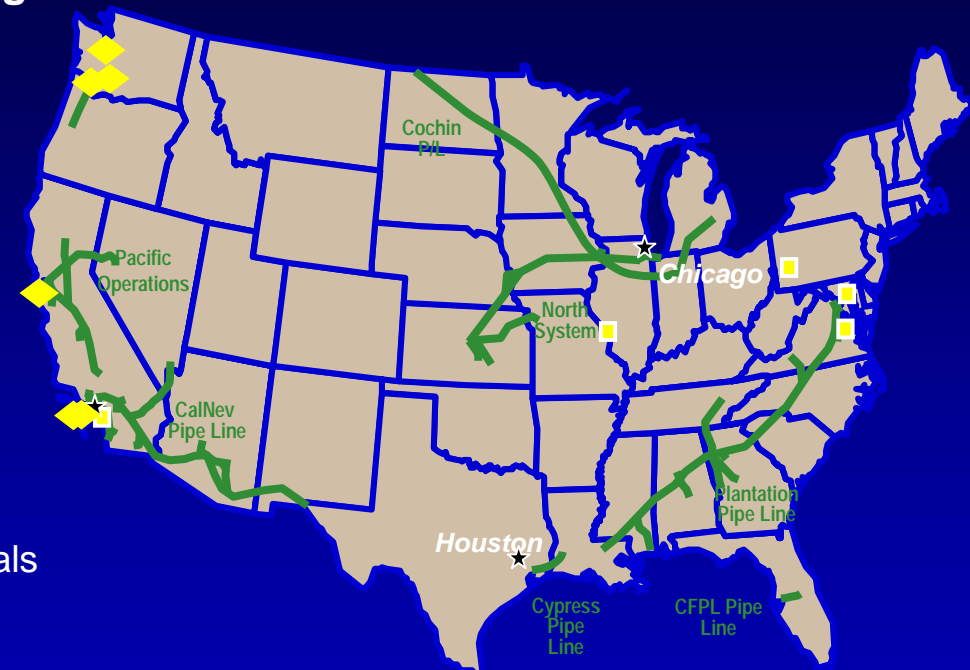 g
Cochin
P/L
Pacific
Operations
Chicago
North
System
CalNev
Pipe Line
Plantation
Pipe Line
Houston
als
Cypress
Pipe
Line
CFPL Pipe
Line